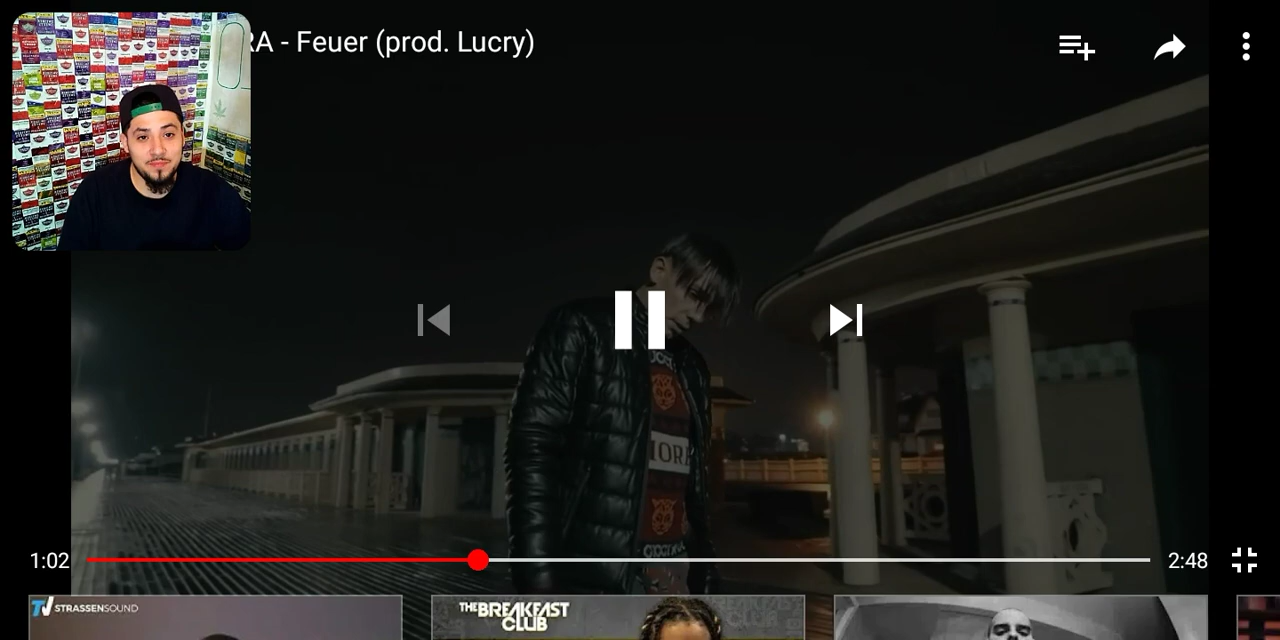 RA - Feuer (prod. Lucry)
1:02
2:48
STRASSENSOUND
THE BREAKFAST
CLUB